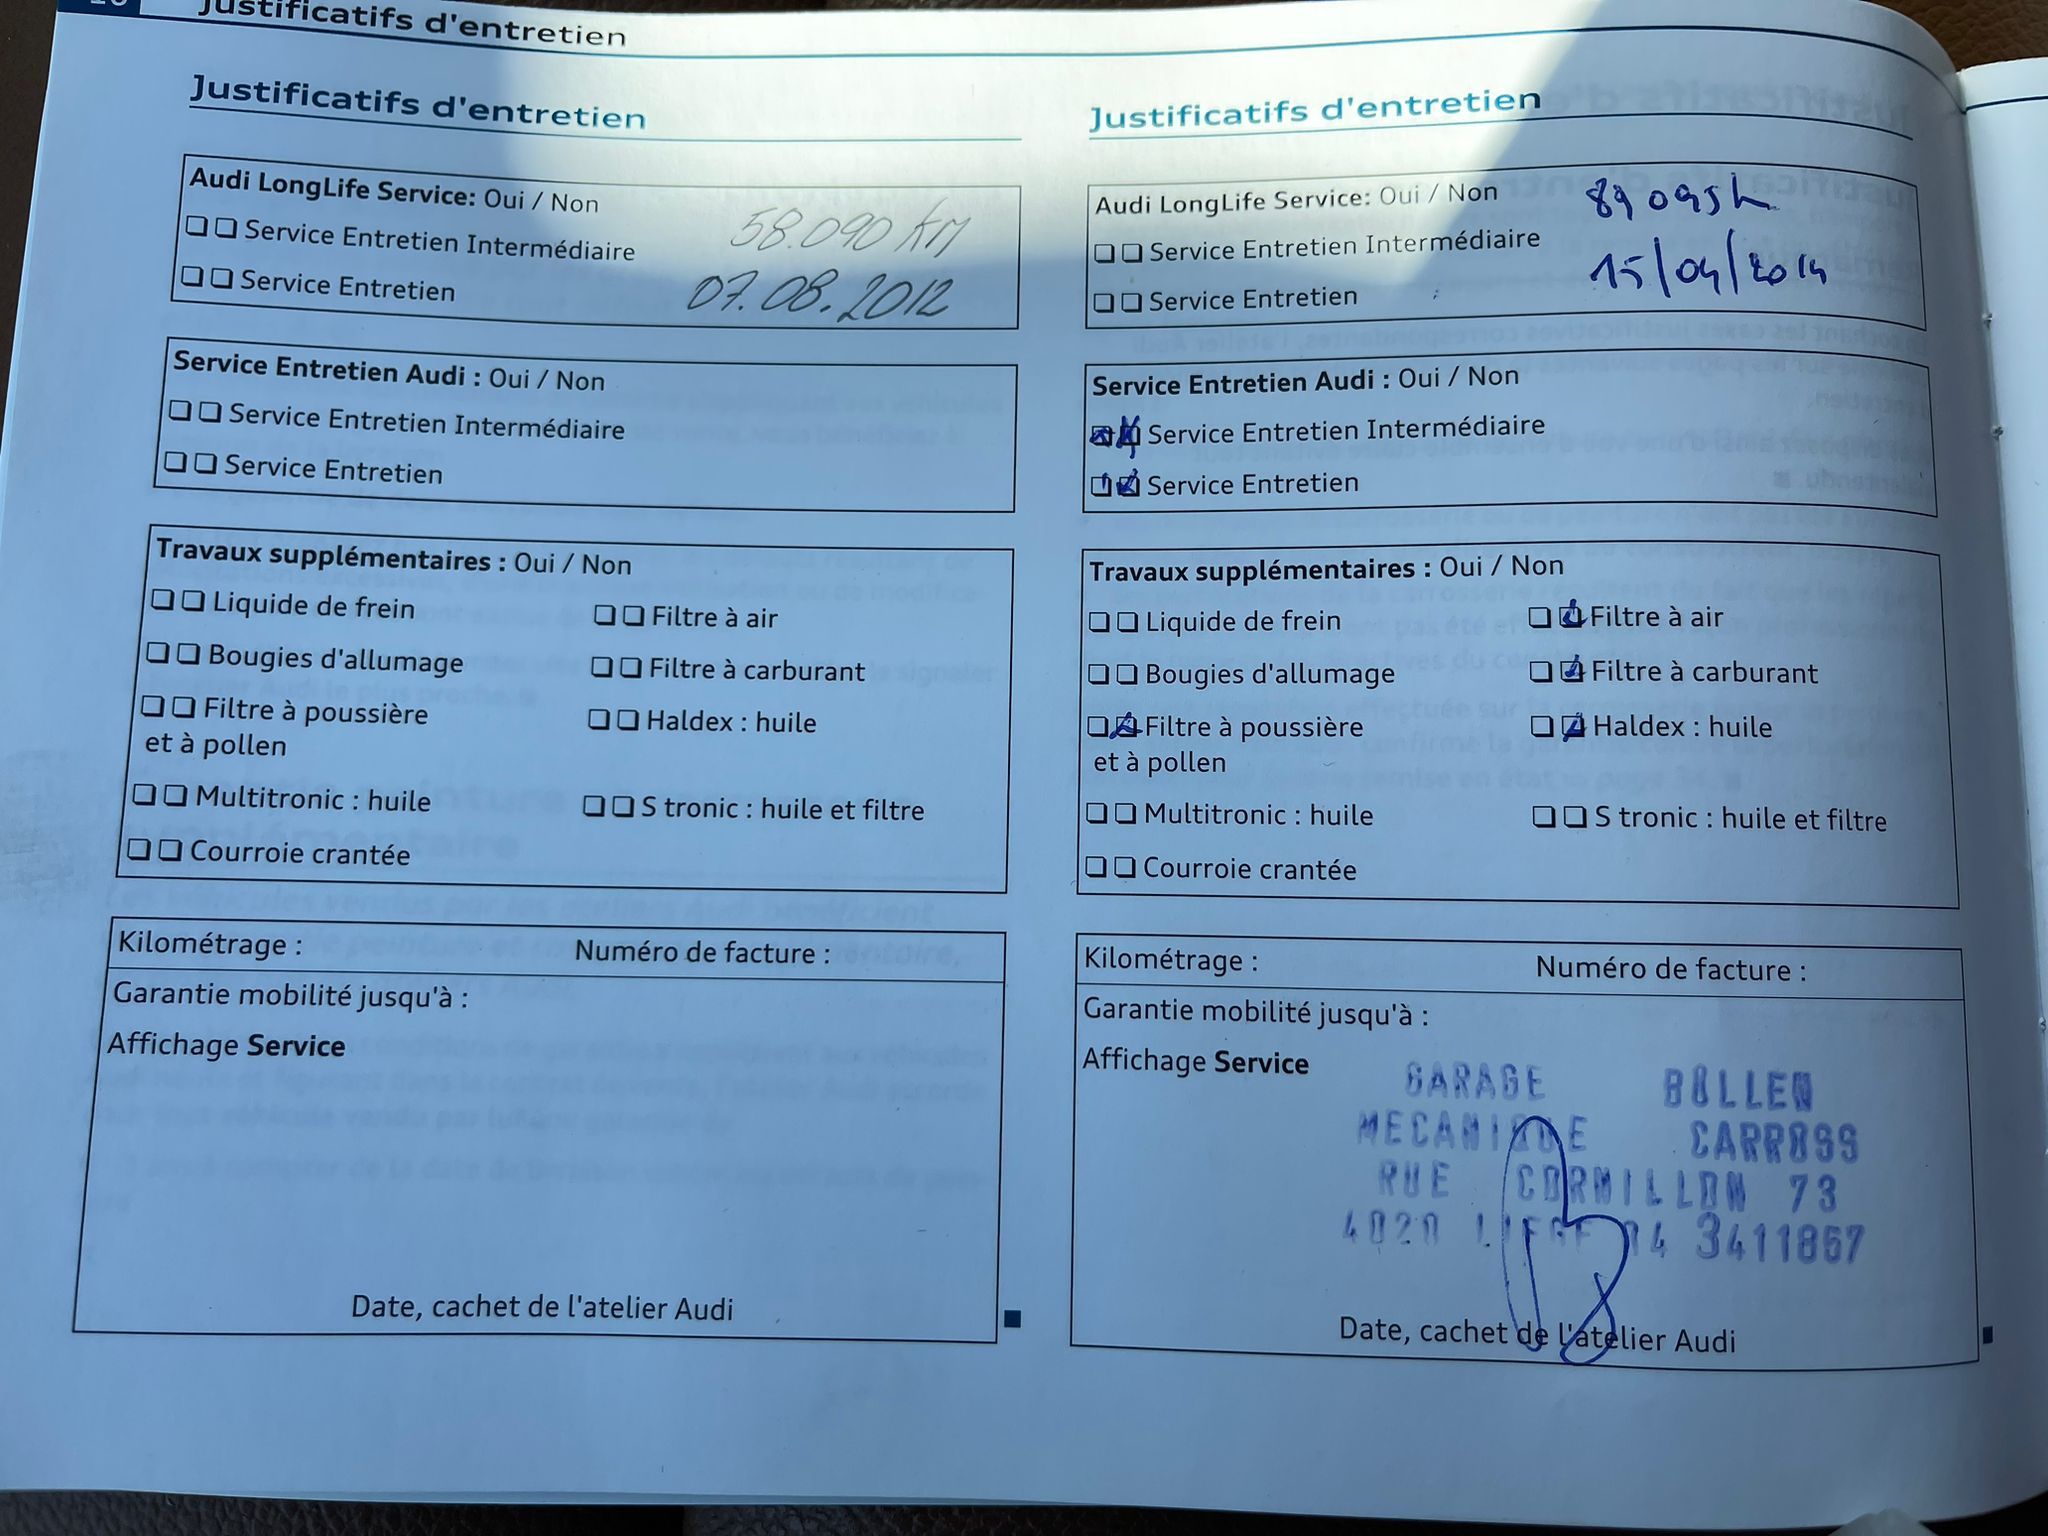 Justificatifs d'entretien
Justificatifs d'entretien
Audi LongLife Service: Oui / Non
58.090 KM
❏ ❏ Service Entretien Intermédiaire
❏ ❏ Service Entretien
07.08.2012
Service Entretien Audi : Oui / Non
❏ ❏ Service Entretien Intermédiaire
❏ ❏ Service Entretien
Travaux supplémentaires : Oui / Non
❏ ❏ Liquide de frein ❏ ❏ Filtre à air
❏ ❏ Bougies d'allumage ❏ ❏ Filtre à carburant
❏ ❏ Filtre à poussière ❏ ❏ Haldex : huile
et à pollen
❏ ❏ Multitronic : huile ❏ ❏ S tronic : huile et filtre
❏ ❏ Courroie crantée
Kilométrage : Numéro de facture :
Garantie mobilité jusqu'à :
Affichage Service
Date, cachet de l'atelier Audi
Justificatifs d'entretien
Audi LongLife Service: Oui / Non
❏ ❏ Service Entretien Intermédiaire
15/04/2014
❏ ❏ Service Entretien
Service Entretien Audi : Oui / Non
Service Entretien Intermédiaire
Service Entretien
Travaux supplémentaires : Oui / Non
❏ ❏ Liquide de frein Filtre à air
❏ ❏ Bougies d'allumage Filtre à carburant
Filtre à poussière Haldex : huile
et à pollen
❏ ❏ Multitronic : huile ❏ ❏ S tronic : huile et filtre
❏ ❏ Courroie crantée
Kilométrage : Numéro de facture :
Garantie mobilité jusqu'à :
Affichage Service
GARAGE BOLLEN
MECANIQUE CARROSS
RUE CORNILLON 73
4020 LIEGE 04 3411867
Date, cachet de l'atelier Audi